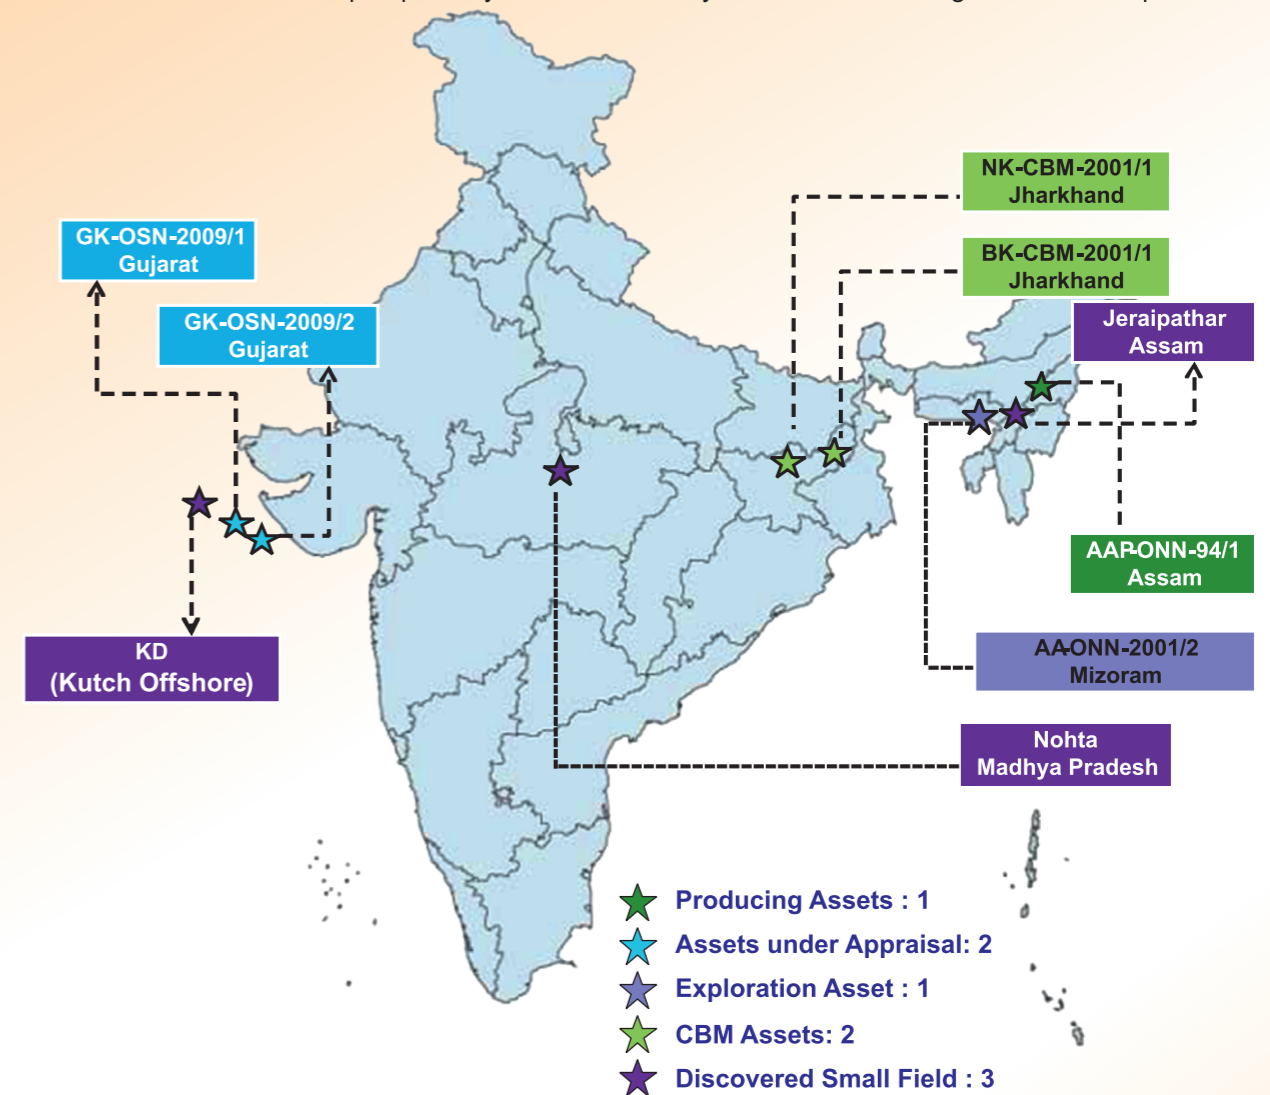 NK-CBM-2001/1
Jharkhand
GK-OSN-2009/1
Gujarat
BK-CBM-2001/1
Jharkhand
GK-OSN-2009/2
Gujarat
Jeraipathar
Assam
AAP-ONN-94/1
Assam
KD
(Kutch Offshore)
AA-ONN-2001/2
Mizoram
Nohta
Madhya Pradesh
Producing Assets : 1
Assets under Appraisal: 2
Exploration Asset : 1
CBM Assets: 2
Discovered Small Field : 3